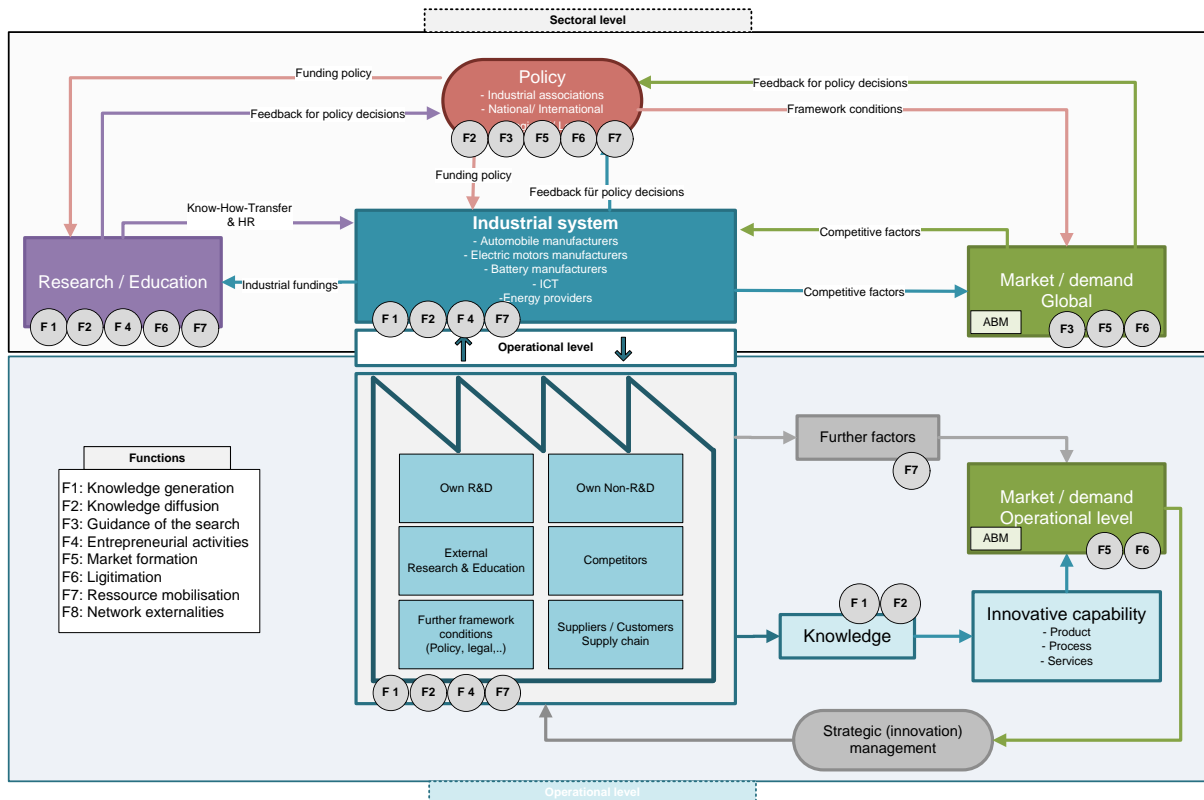 Sectoral level
Funding policy
Policy
- Industrial associations
- National/ International
Feedback for policy decisions
Feedback for policy decisions
Framework conditions
F2
F3
F5
F6
F7
Funding policy
Feedback für policy decisions
Know-How-Transfer
& HR
Industrial system
- Automobile manufacturers
- Electric motors manufacturers
- Battery manufacturers
- ICT
-Energy providers
Competitive factors
Research / Education
Industrial fundings
Competitive factors
Market / demand
Global
ABM
F 1
F2
F 4
F6
F7
F 1
F2
F 4
F7
F3
F5
F6
Operational level
Functions
F1: Knowledge generation
F2: Knowledge diffusion
F3: Guidance of the search
F4: Entrepreneurial activities
F5: Market formation
F6: Ligitimation
F7: Ressource mobilisation
F8: Network externalities
Own R&D
Own Non-R&D
External
Research & Education
Competitors
Further framework
conditions
(Policy, legal,..)
Suppliers / Customers
Supply chain
F 1
F2
F 4
F7
Further factors
F7
Market / demand
Operational level
ABM
F5
F6
F 1
F2
Knowledge
Innovative capability
- Product
- Process
- Services
Strategic (innovation)
management
Operational level